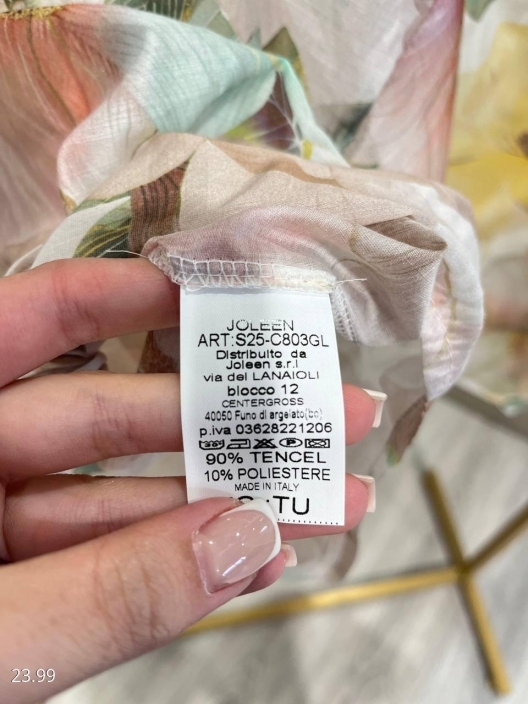 JOLEEN
ART:S25-C803GL
Distribuito da
Joleen s.r.l
via dei LANAIOLI
blocco 12
CENTERGROSS
40050 Funo di argelato(bo)
p.iva 03628221206
90% TENCEL
10% POLIESTERE
MADE IN ITALY
TU
23.99